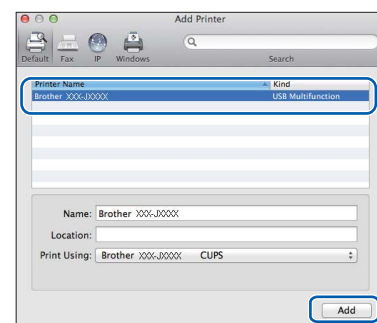 Add Printer
Default Fax IP Windows Search
Printer Name Kind
Brother XXX-JXXXX USB Multifunction
Name: Brother XXX-JXXXX
Location:
Print Using: Brother XXX-JXXXX CUPS
Add